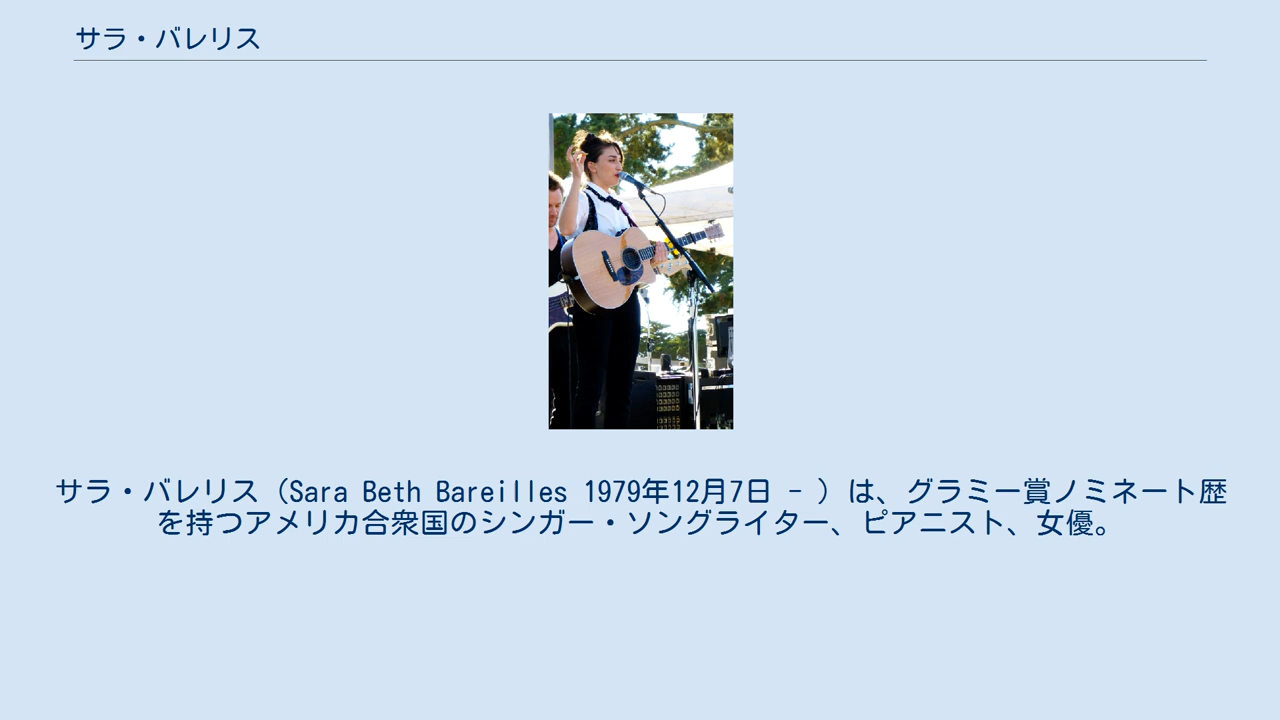 サラ・バレリス
サラ・バレリス（Sara Beth Bareilles 1979年12月7日 - ）は、グラミー賞ノミネート歴
を持つアメリカ合衆国のシンガー・ソングライター、ピアニスト、女優。